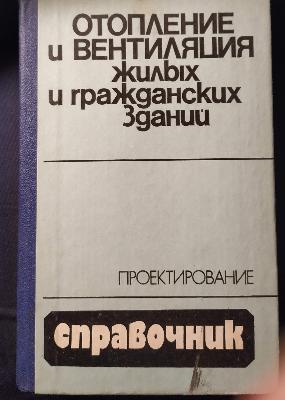 ОТОПЛЕНИЕ
и ВЕНТИЛЯЦИЯ
жилых
и гражданских
зданий
ПРОЕКТИРОВАНИЕ
справочник